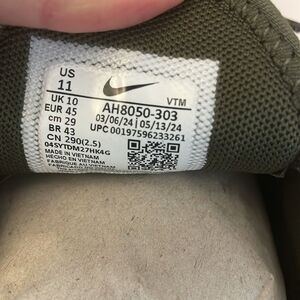 US
11
VTM
UK 10
EUR 45
cm 29
BR 43
CN 290(2.5)
AH8050-303
03/06/24 05/13/24
UPC 00197596233261
04SYTDM27HK4G
MADE IN VIETNAM
HECHO EN VIETNAM
FABRIQUE AU VIETNAM